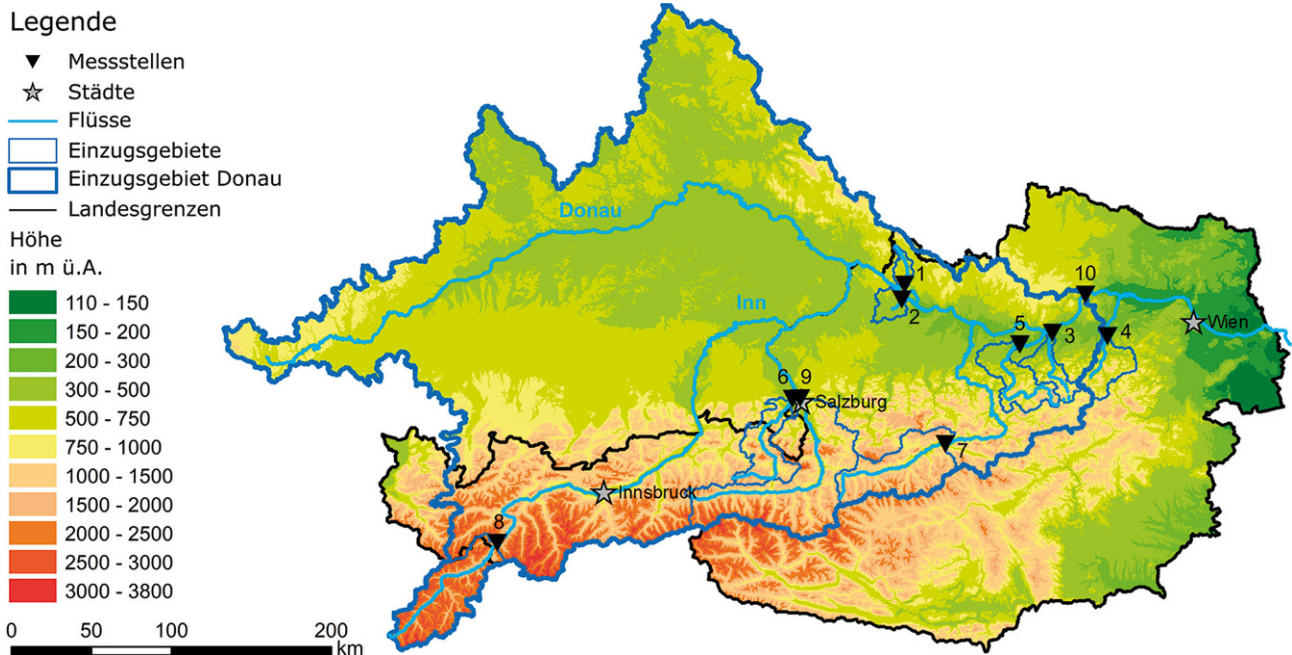 Legende
Messstellen
Städte
Flüsse
Einzugsgebiete
Einzugsgebiet Donau
Landesgrenzen
Höhe
in m ü.A.
110 - 150
150 - 200
200 - 300
300 - 500
500 - 750
750 - 1000
1000 - 1500
1500 - 2000
2000 - 2500
2500 - 3000
3000 - 3800
0 50 100 200
km
Donau
Inn
1
2
10
5
3
4
Wien
6 9
Salzburg
7
Innsbruck
8